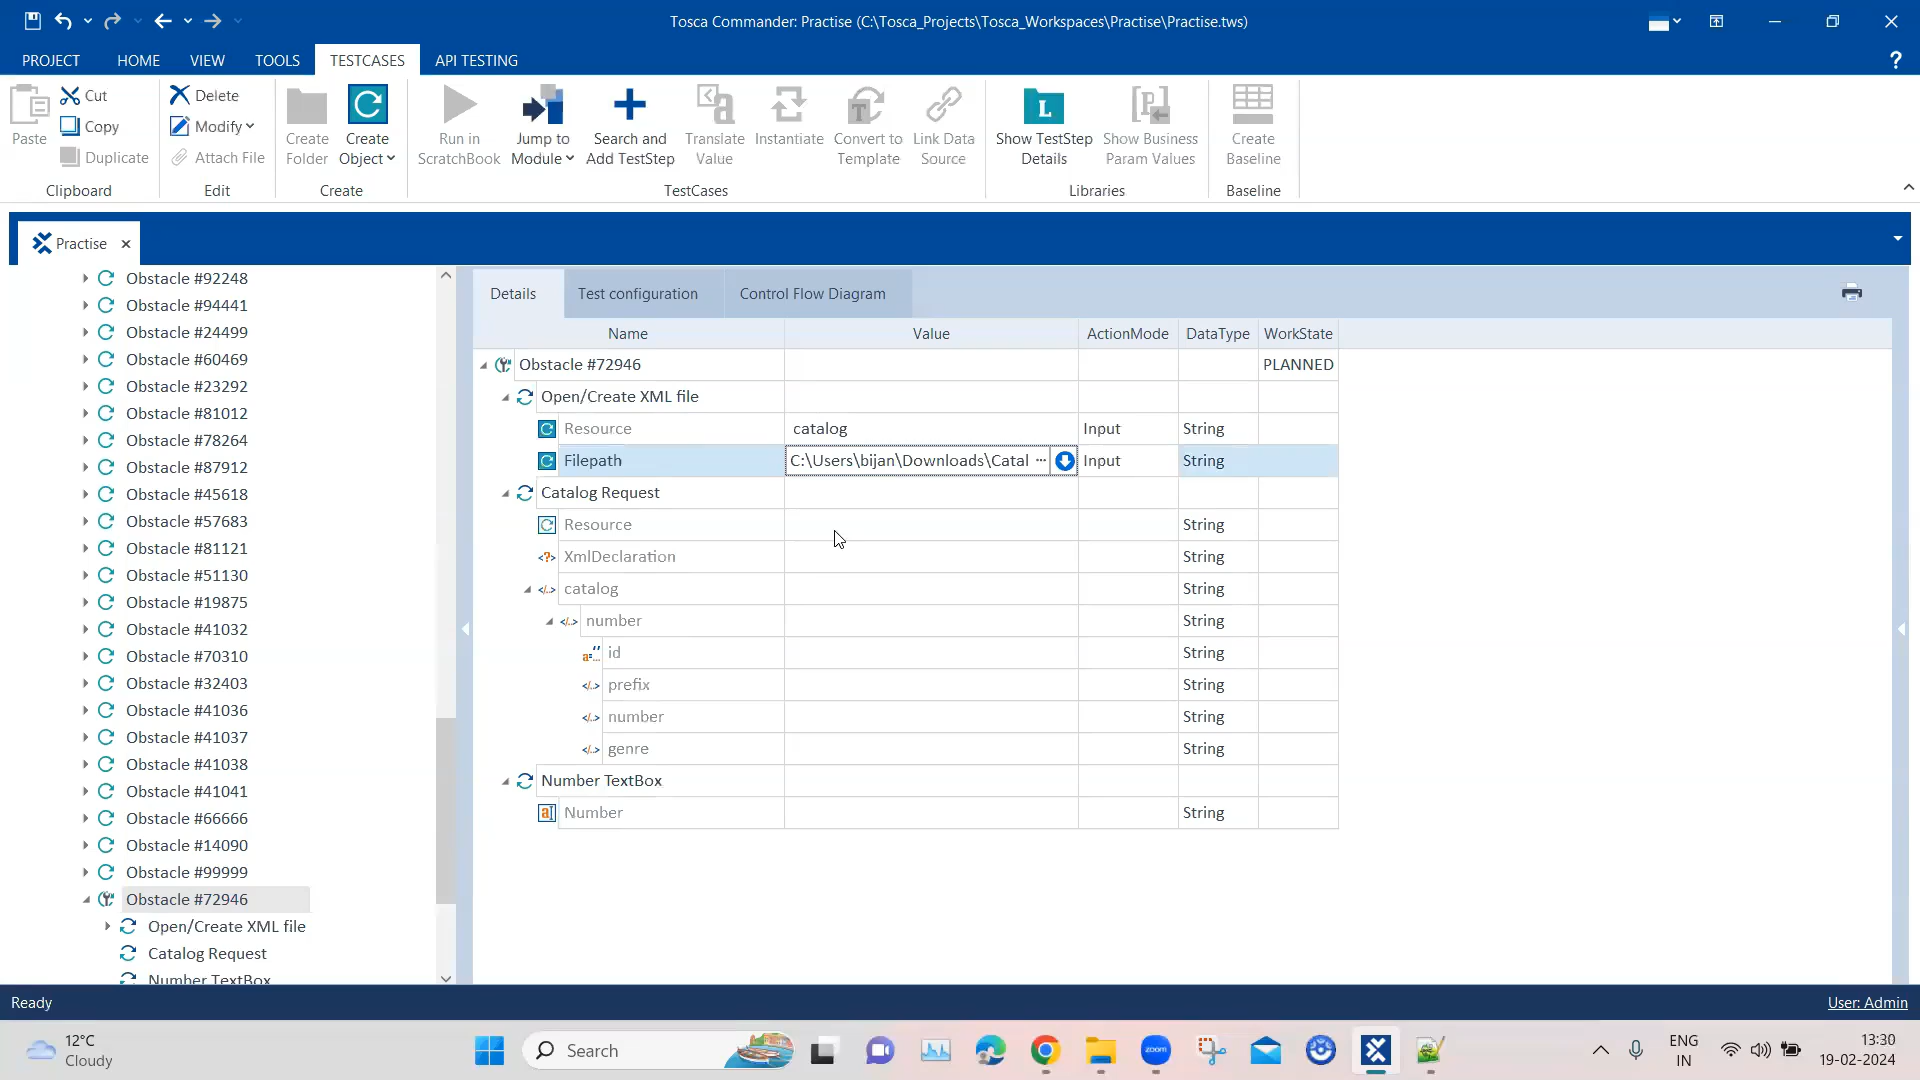 Tosca Commander: Practise (C:\Tosca_Projects\Tosca_Workspaces\Practise\Practise.tws)
PROJECT HOME VIEW TOOLS TESTCASES API TESTING
?
Paste
Cut
Copy
Duplicate
Clipboard
Delete
Modify
Attach File
Edit
Create Folder
Create Object
Create
Run in ScratchBook
Jump to Module
Search and Add TestStep
Translate Value
Instantiate
Convert to Template
Link Data Source
TestCases
Show TestStep Details
Show Business Param Values
Libraries
Create Baseline
Baseline
Practise
Obstacle #92248
Obstacle #94441
Obstacle #24499
Obstacle #60469
Obstacle #23292
Obstacle #81012
Obstacle #78264
Obstacle #87912
Obstacle #45618
Obstacle #57683
Obstacle #81121
Obstacle #51130
Obstacle #19875
Obstacle #41032
Obstacle #70310
Obstacle #32403
Obstacle #41036
Obstacle #41037
Obstacle #41038
Obstacle #41041
Obstacle #66666
Obstacle #14090
Obstacle #99999
Obstacle #72946
Open/Create XML file
Catalog Request
Number TextBox
Details Test configuration Control Flow Diagram
Name Value ActionMode DataType WorkState
Obstacle #72946 PLANNED
Open/Create XML file
Resource catalog Input String
Filepath C:\Users\bijan\Downloads\Catal ... Input String
Catalog Request
Resource String
XmlDeclaration String
catalog String
number String
id String
prefix String
number String
genre String
Number TextBox
Number String
Ready User: Admin
12°C
Cloudy
Search
zoom
ENG
IN
13:30
19-02-2024